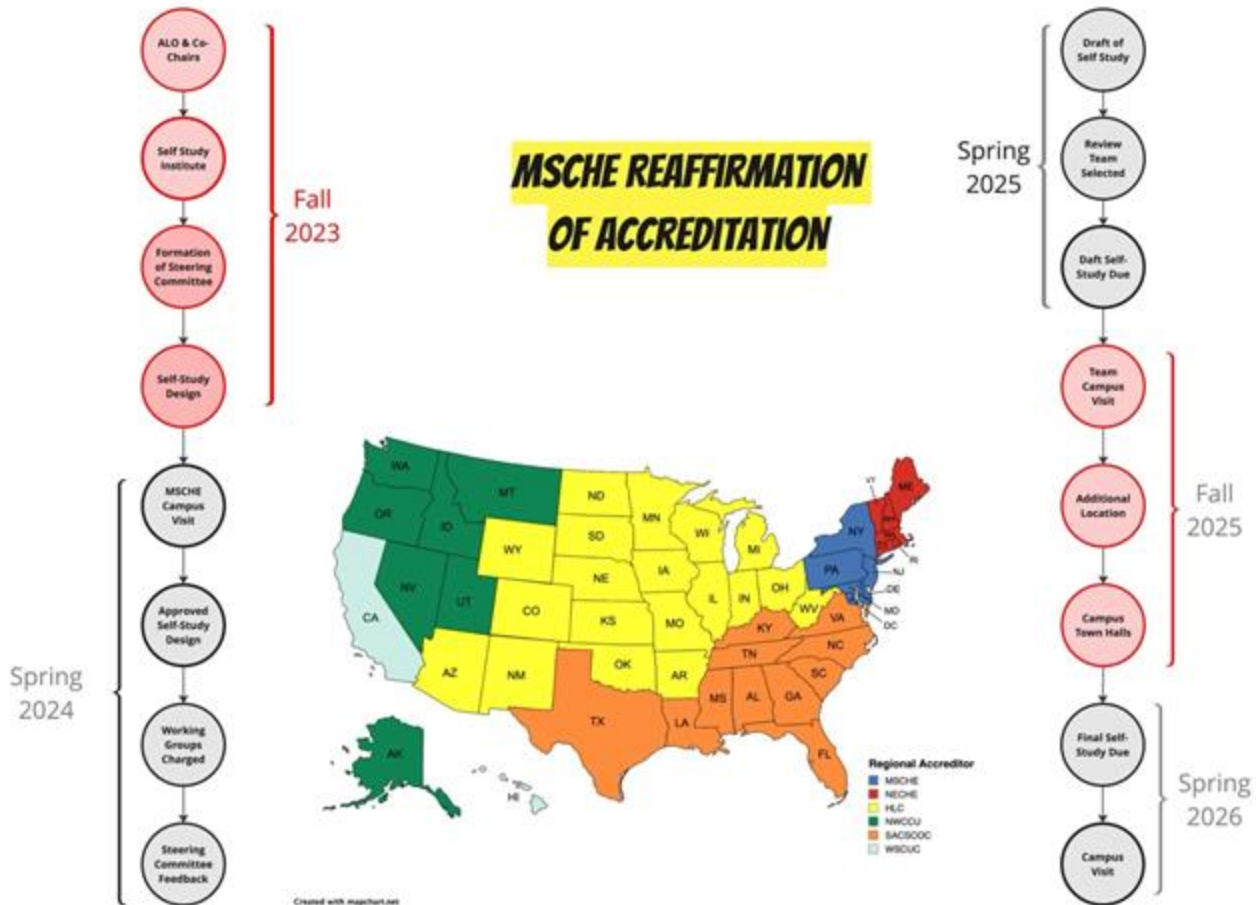 ALO & Co-
Chairs
Self Study
Institute
Formation
of Steering
Committee
Self-Study
Design
Fall
2023
MSCHE
Campus
Visit
Approved
Self-Study
Design
Working
Groups
Charged
Steering
Committee
Feedback
Spring
2024
MSCHE REAFFIRMATION
OF ACCREDITATION
WA
OR
ID
MT
WY
NV
UT
CA
CO
AZ
NM
ND
SD
NE
KS
OK
TX
MN
IA
MO
AR
LA
WI
IL
MI
IN
OH
KY
TN
MS
AL
GA
FL
SC
NC
VA
WV
PA
NY
VT
ME
RI
NJ
DE
MD
DC
AK
HI
Regional Accreditor
MSCHE
NECHE
HLC
NWCCU
SACSCOC
WSCUC
Created with mapchart.net
Draft of
Self Study
Review
Team
Selected
Daft Self-
Study Due
Spring
2025
Team
Campus
Visit
Additional
Location
Campus
Town Halls
Fall
2025
Final Self-
Study Due
Campus
Visit
Spring
2026